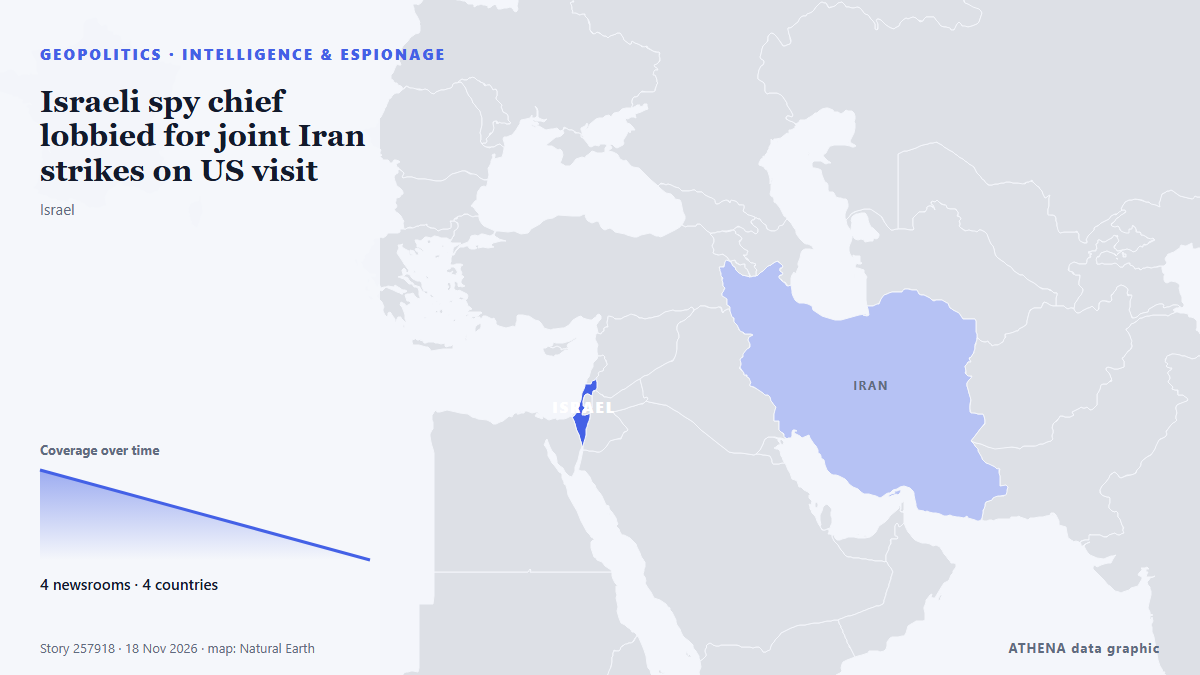 GEOPOLITICS · INTELLIGENCE & ESPIONAGE
Israeli spy chief
lobbied for joint Iran
strikes on US visit
Israel
IRAN
ISRAEL
Coverage over time
4 newsrooms · 4 countries
Story 257918 · 18 Nov 2026 · map: Natural Earth
ATHENA data graphic